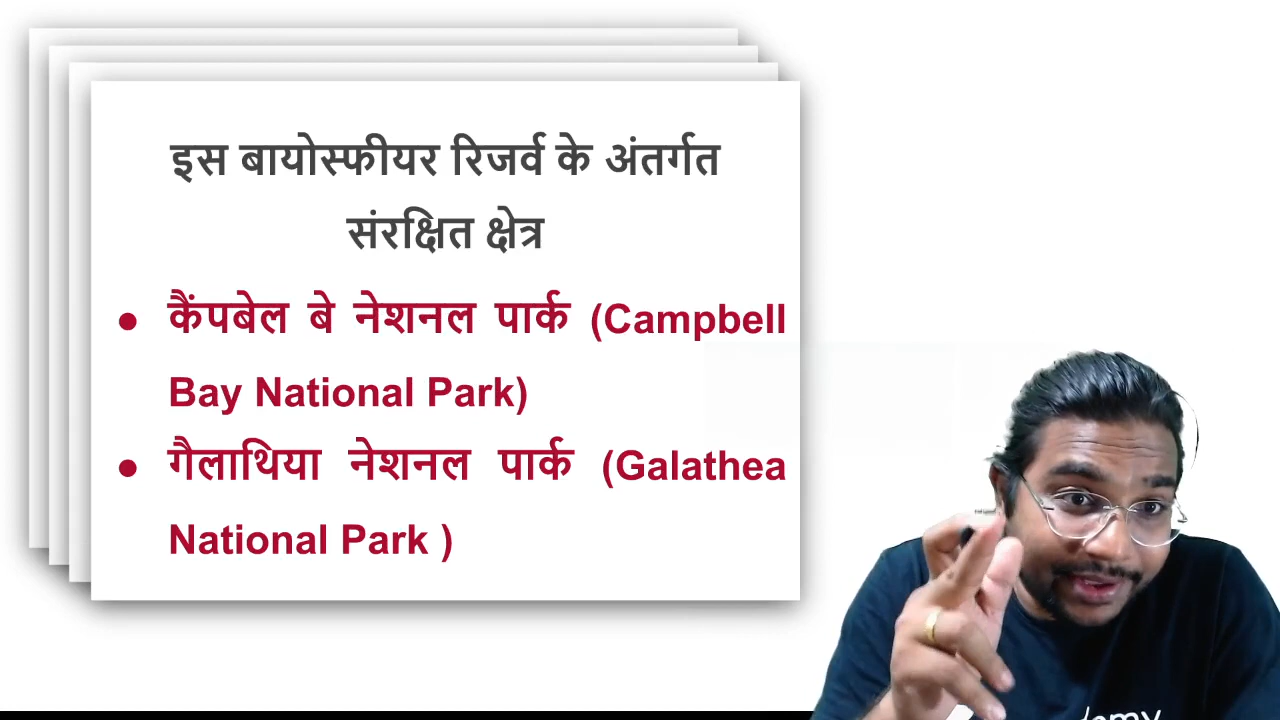 इस बायोस्फीयर रिजर्व के अंतर्गत
संरक्षित क्षेत्र
● कैंपबेल बे नेशनल पार्क (Campbell
Bay National Park)
● गैलाथिया नेशनल पार्क (Galathea
National Park )